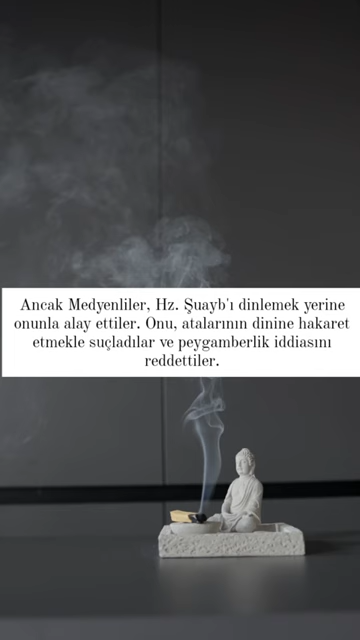 Ancak Medyenliler, Hz. Şuayb'ı dinlemek yerine
onunla alay ettiler. Onu, atalarının dinine hakaret
etmekle suçladılar ve peygamberlik iddiasını
reddettiler.